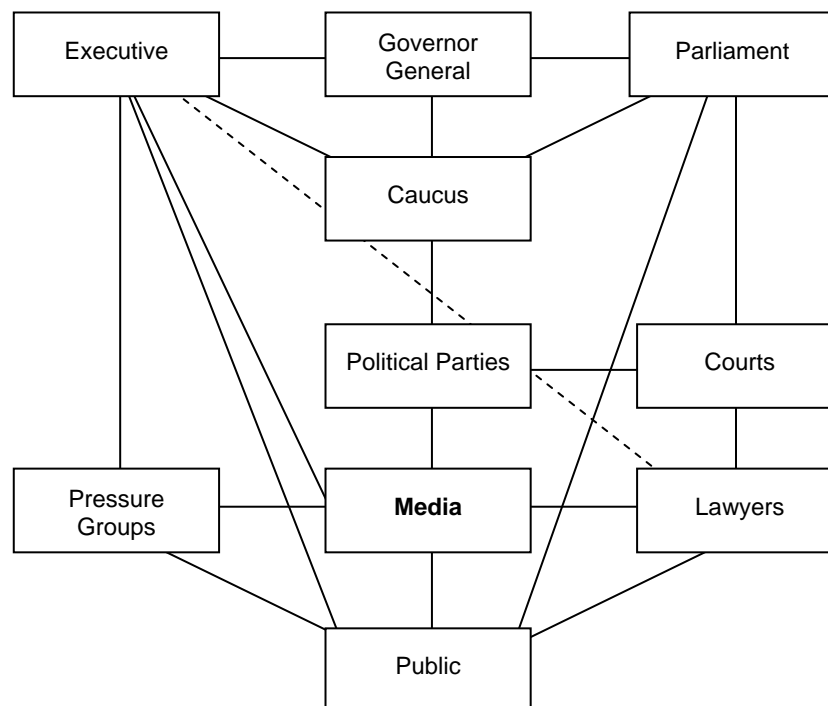 Executive
Governor
General
Parliament
Caucus
Political Parties
Courts
Pressure
Groups
Media
Lawyers
Public